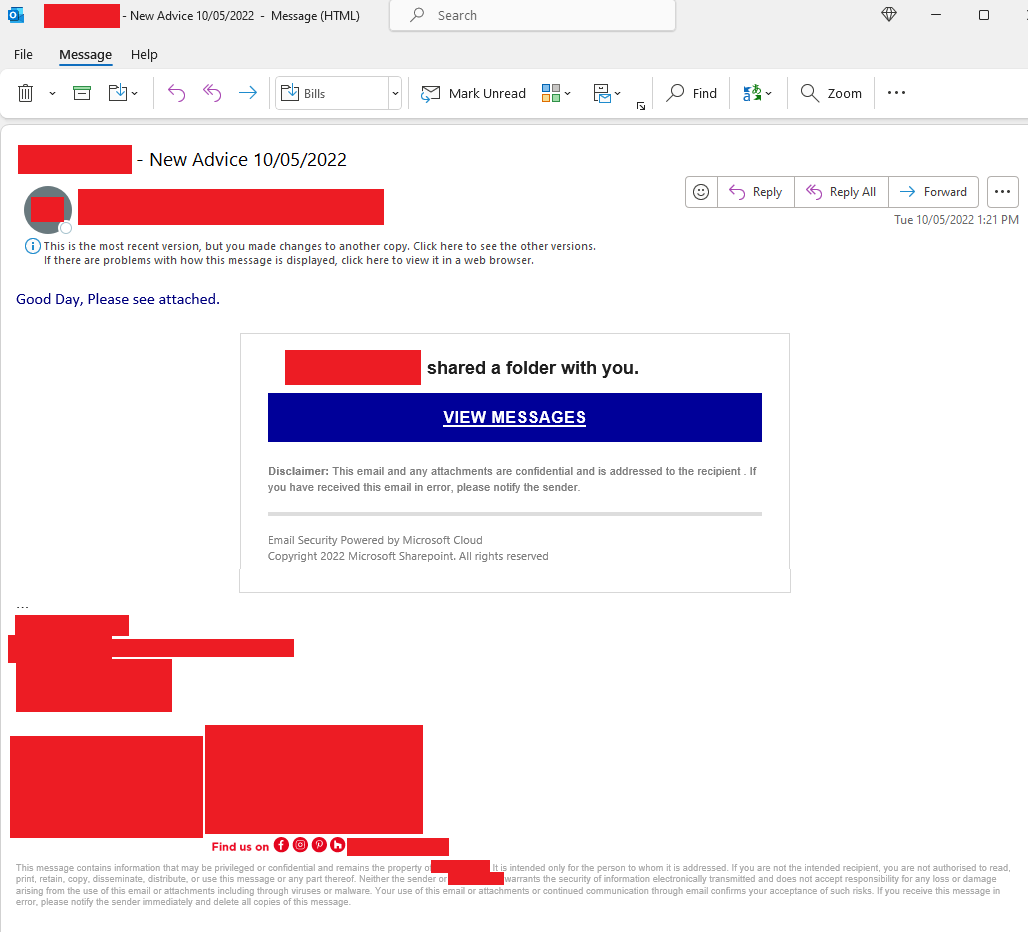 - New Advice 10/05/2022 - Message (HTML)
Search
File Message Help
Bills
Mark Unread
Find
Zoom
- New Advice 10/05/2022
Reply
Reply All
Forward
Tue 10/05/2022 1:21 PM
This is the most recent version, but you made changes to another copy. Click here to see the other versions.
If there are problems with how this message is displayed, click here to view it in a web browser.
Good Day, Please see attached.
shared a folder with you.
VIEW MESSAGES
Disclaimer: This email and any attachments are confidential and is addressed to the recipient . If
you have received this email in error, please notify the sender.
Email Security Powered by Microsoft Cloud
Copyright 2022 Microsoft Sharepoint. All rights reserved
...
Find us on
This message contains information that may be privileged or confidential and remains the property o It is intended only for the person to whom it is addressed. If you are not the intended recipient, you are not authorised to read,
print, retain, copy, disseminate, distribute, or use this message or any part thereof. Neither the sender or warrants the security of information electronically transmitted and does not accept responsibility for any loss or damage
arising from the use of this email or attachments including through viruses or malware. Your use of this email or attachments or continued communication through email confirms your acceptance of such risks. If you receive this message in
error, please notify the sender immediately and delete all copies of this message.